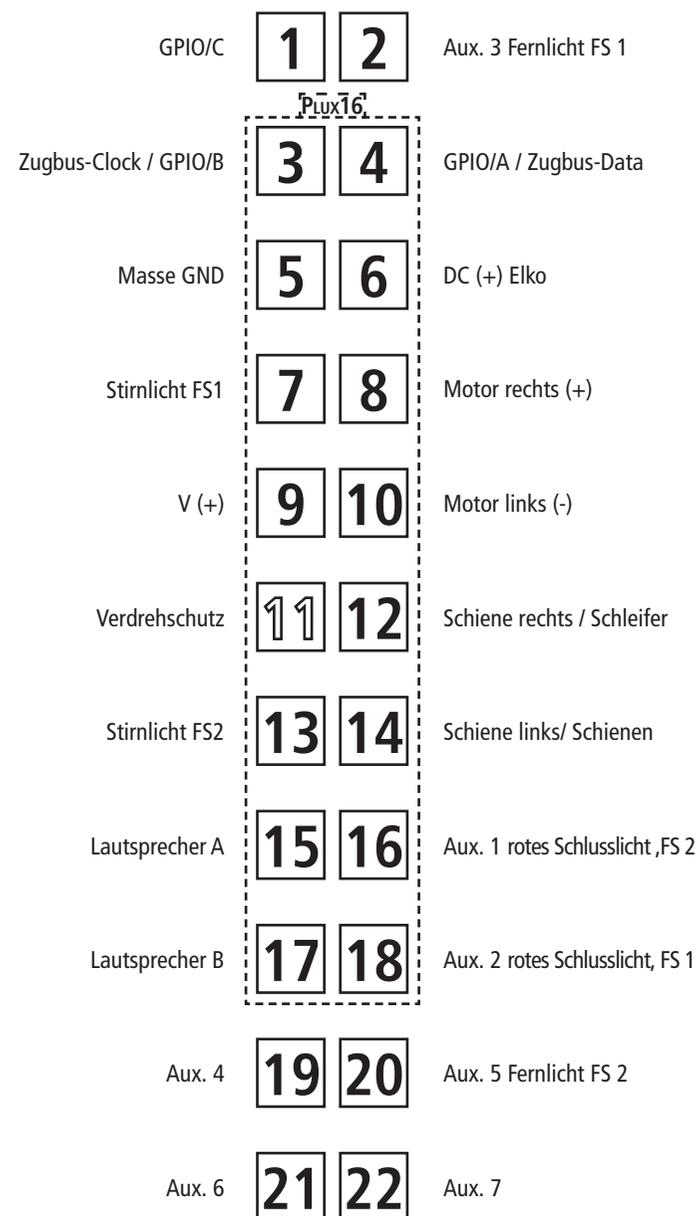 GPIO/C 1 2 Aux. 3 Fernlicht FS 1
PLUX16
Zugbus-Clock / GPIO/B 3 4 GPIO/A / Zugbus-Data
Masse GND 5 6 DC (+) Elko
Stirnlicht FS1 7 8 Motor rechts (+)
V (+) 9 10 Motor links (-)
Verdrehschutz 11 12 Schiene rechts / Schleifer
Stirnlicht FS2 13 14 Schiene links/ Schienen
Lautsprecher A 15 16 Aux. 1 rotes Schlusslicht ,FS 2
Lautsprecher B 17 18 Aux. 2 rotes Schlusslicht, FS 1
Aux. 4 19 20 Aux. 5 Fernlicht FS 2
Aux. 6 21 22 Aux. 7